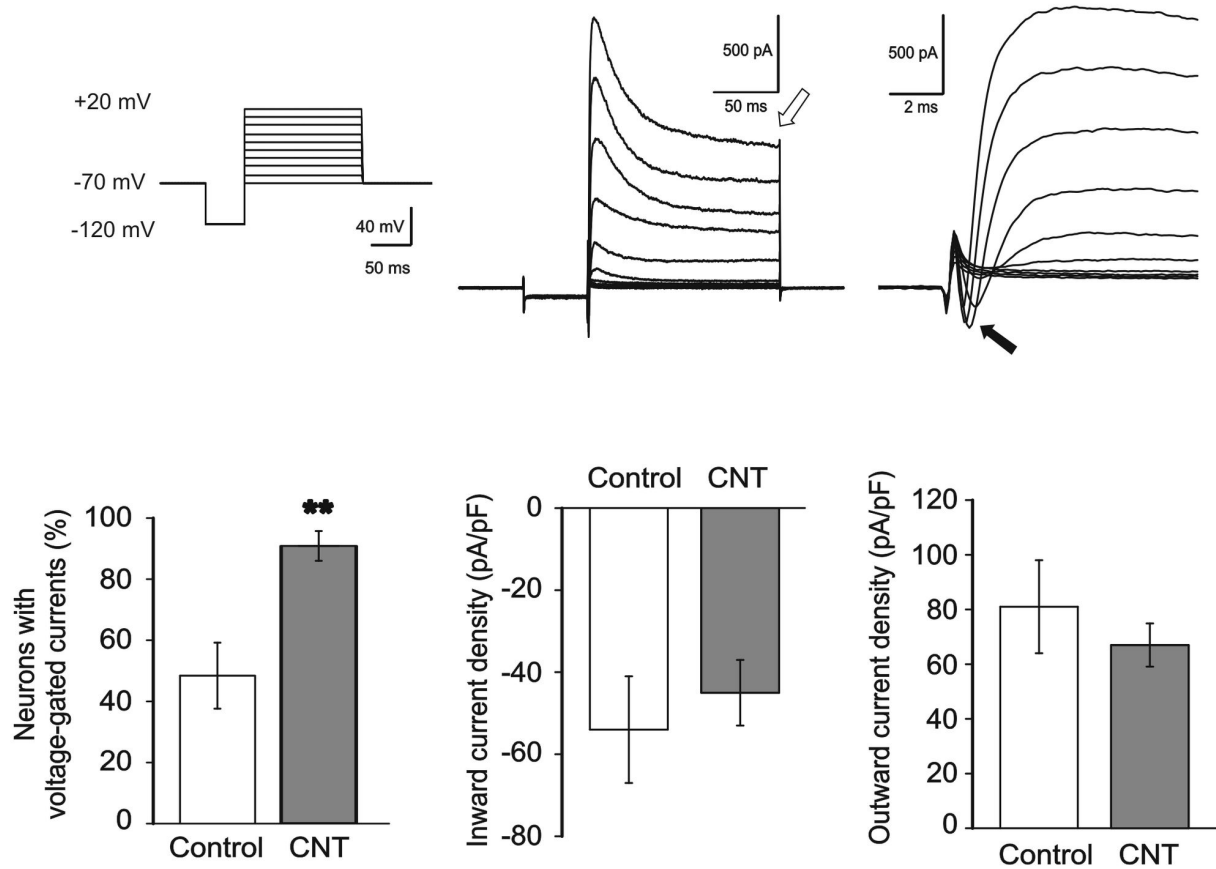 +20 mV
-70 mV
-120 mV
40 mV
50 ms
500 pA
50 ms
500 pA
2 ms
Neurons with
voltage-gated currents (%)
100
80
60
40
20
0
**
Control
CNT
Inward current density (pA/pF)
Control
CNT
0
-20
-40
-60
-80
Outward current density (pA/pF)
120
100
80
60
40
20
0
Control
CNT